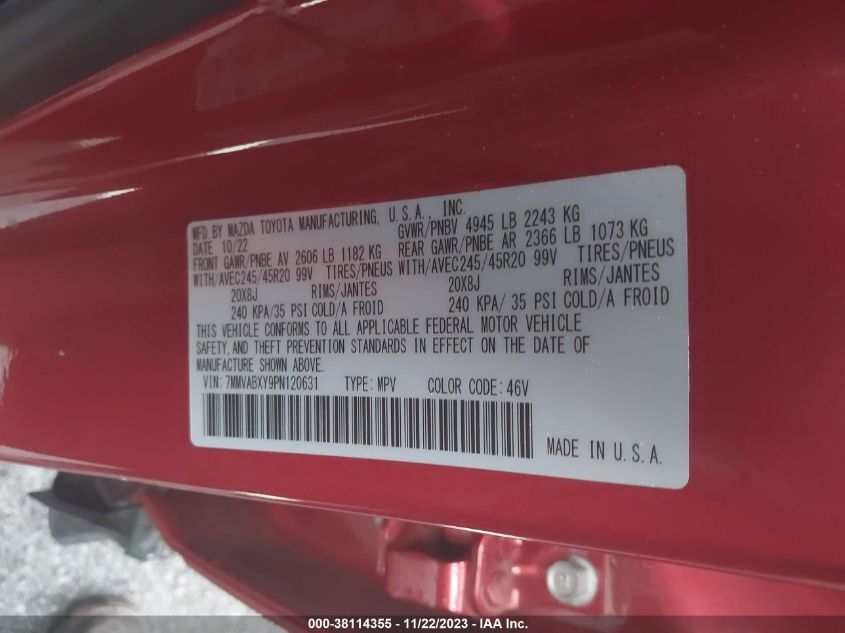 MFD BY MAZDA TOYOTA MANUFACTURING, U.S.A., INC.
DATE 10/22 GVWR/PNBV 4945 LB 2243 KG
FRONT GAWR/PNBE AV 2606 LB 1182 KG REAR GAWR/PNBE AR 2366 LB 1073 KG
WITH/AVEC245/45R20 99V TIRES/PNEUS WITH/AVEC245/45R20 99V TIRES/PNEUS
20X8J RIMS/JANTES 20X8J RIMS/JANTES
240 KPA/35 PSI COLD/A FROID 240 KPA/ 35 PSI COLD/A FROID
THIS VEHICLE CONFORMS TO ALL APPLICABLE FEDERAL MOTOR VEHICLE
SAFETY, AND THEFT PREVENTION STANDARDS IN EFFECT ON THE DATE OF
MANUFACTURE SHOWN ABOVE.
VIN: 7MMVABXY9PN120631 TYPE: MPV COLOR CODE: 46V
MADE IN U.S.A.
000-38114355 - 11/22/2023 - IAA Inc.